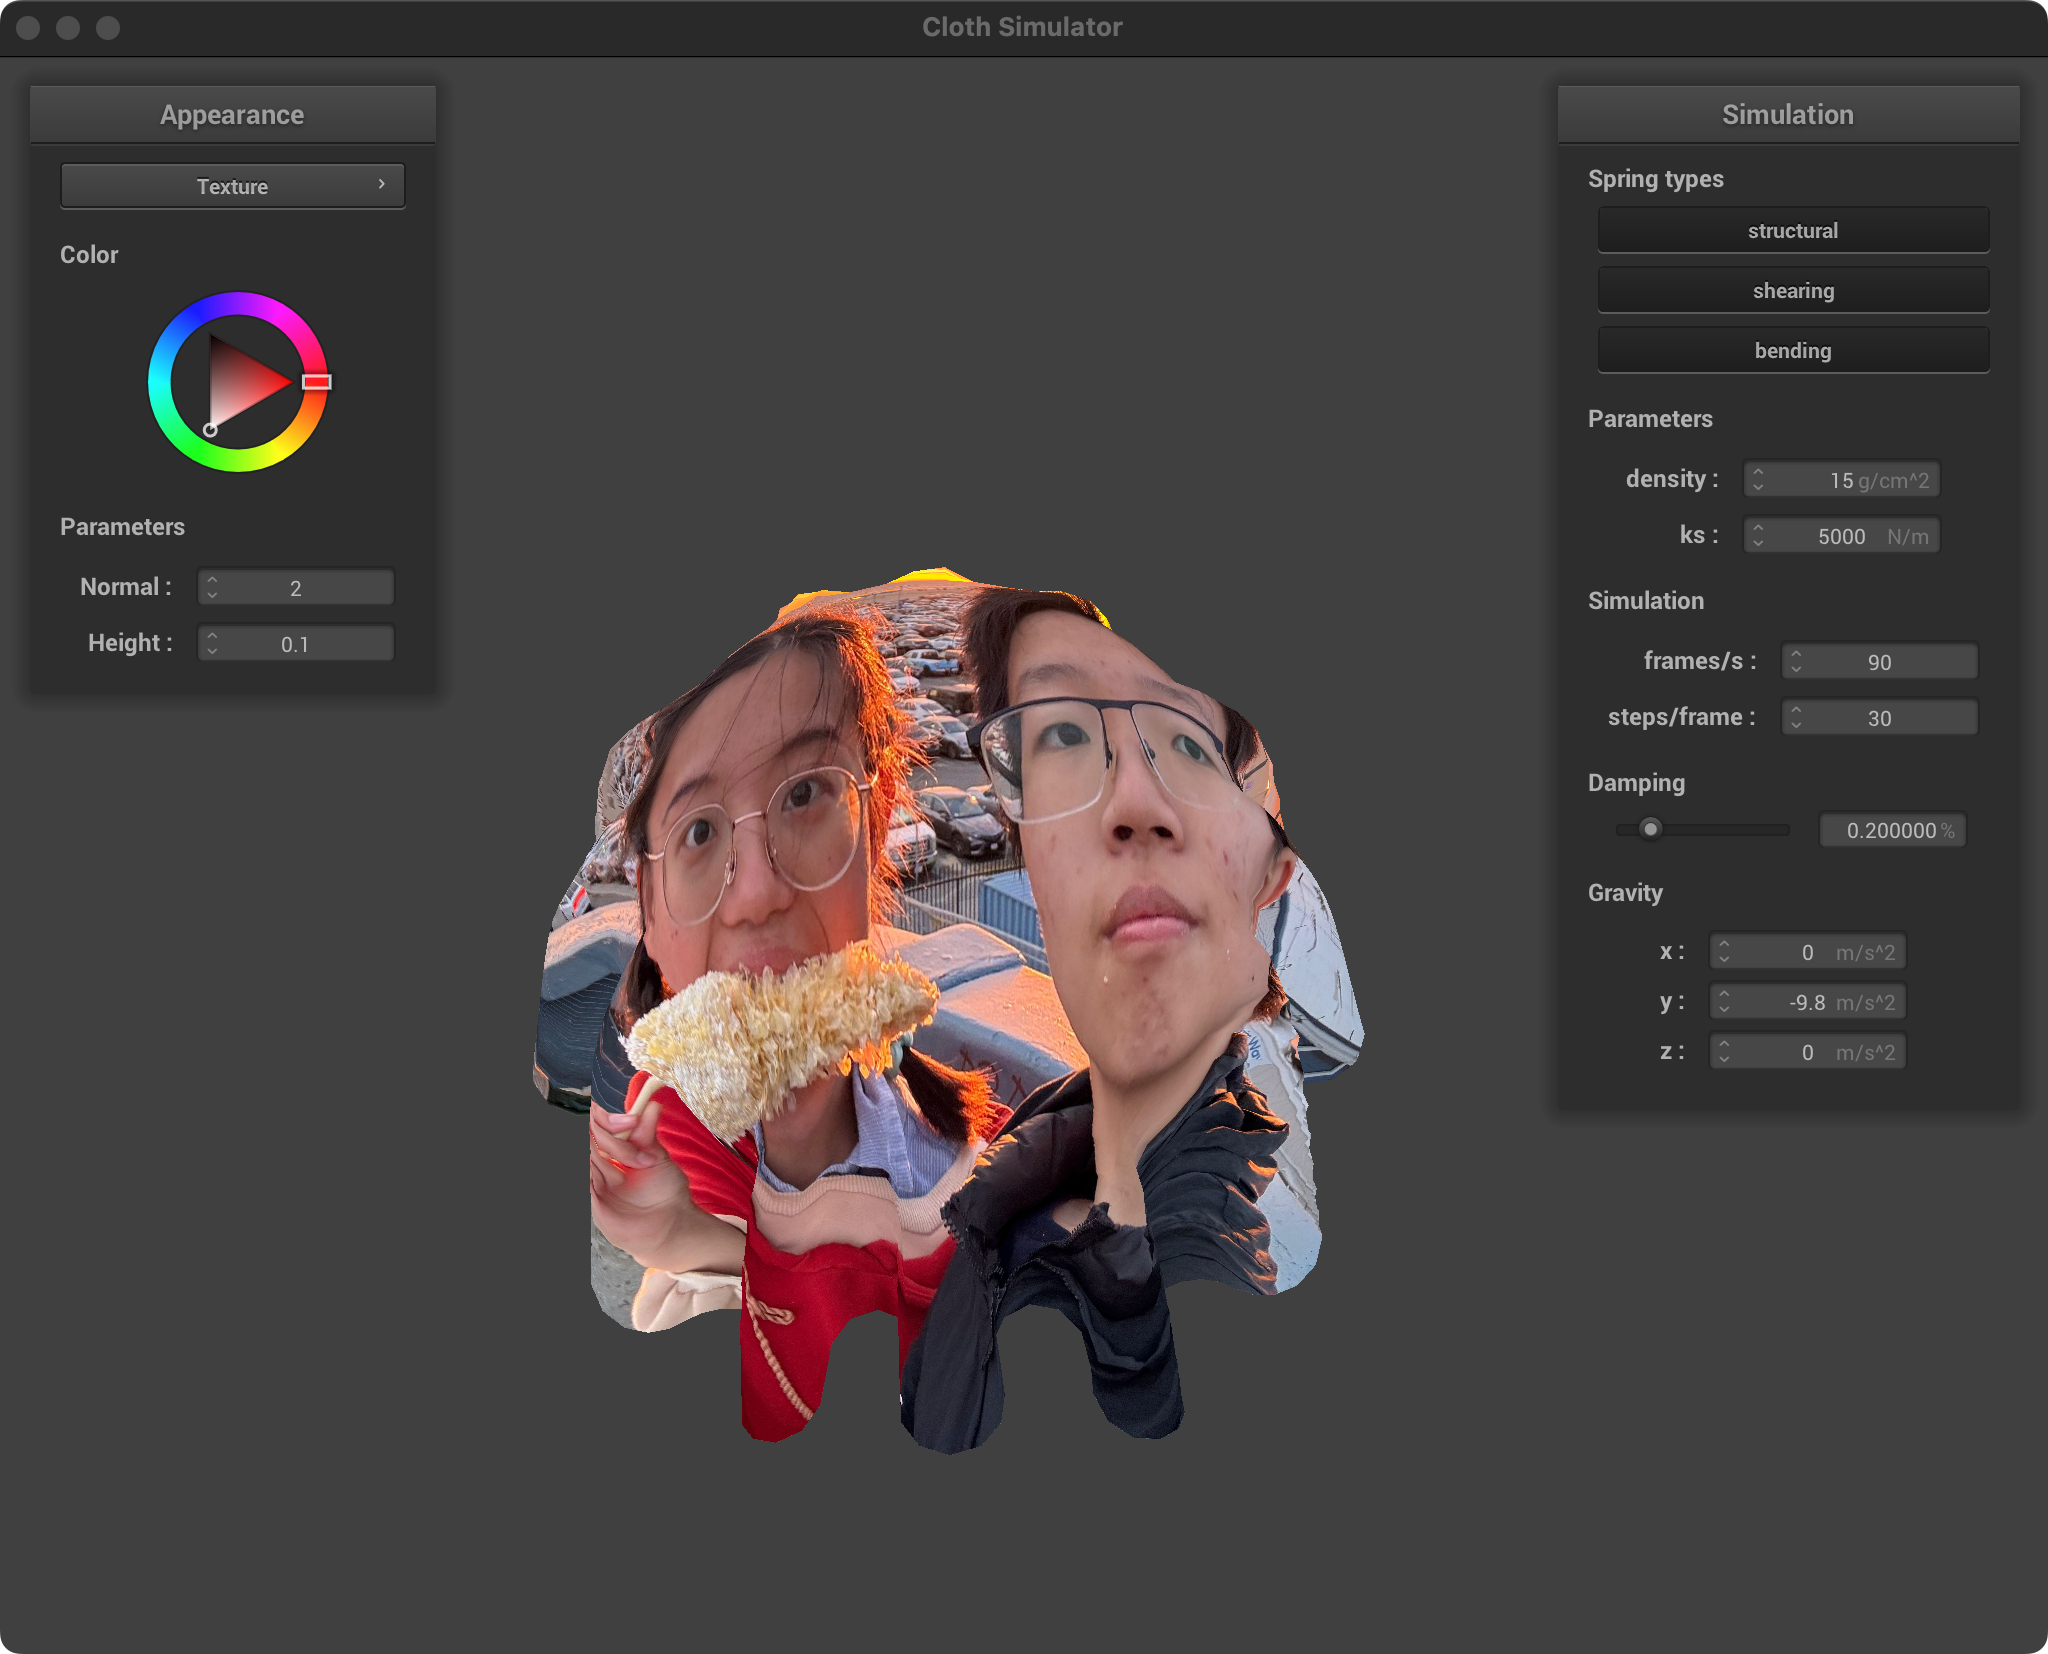 Cloth Simulator
Appearance
Texture
Color
Parameters
Normal : 2
Height : 0.1
Simulation
Spring types
structural
shearing
bending
Parameters
density : 15 g/cm^2
ks : 5000 N/m
Simulation
frames/s : 90
steps/frame : 30
Damping
0.200000 %
Gravity
x : 0 m/s^2
y : -9.8 m/s^2
z : 0 m/s^2